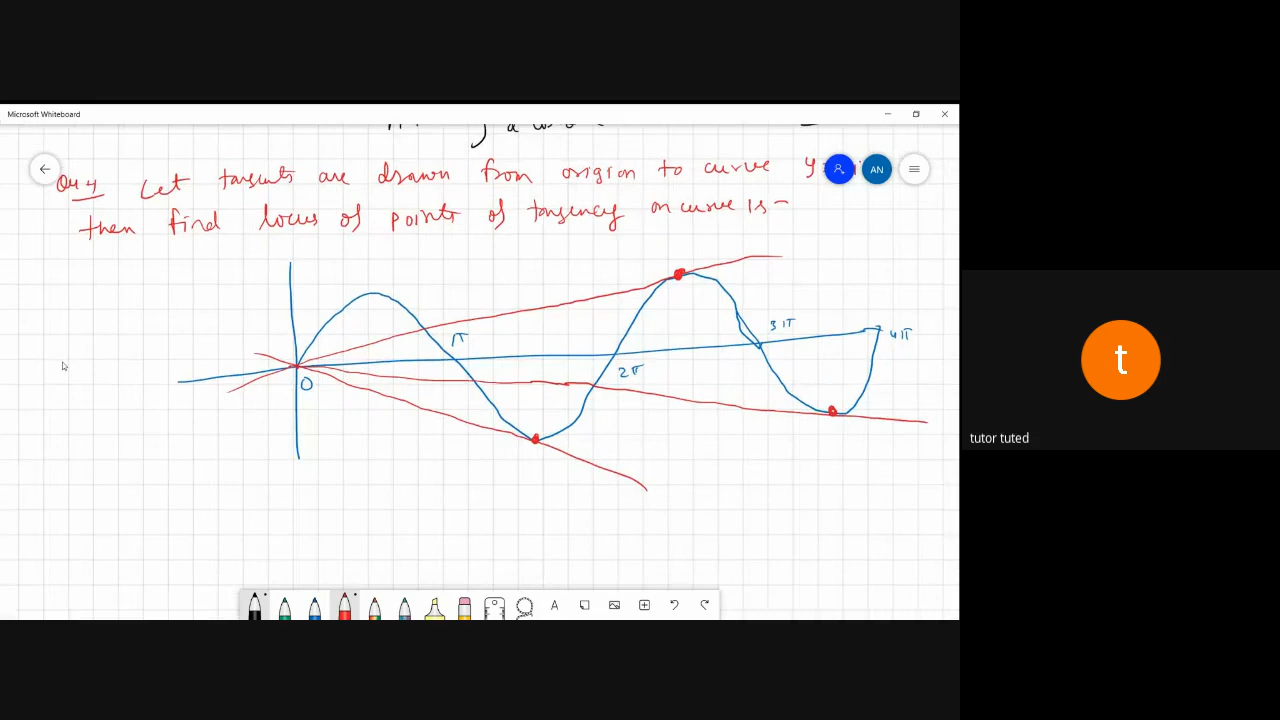 Microsoft Whiteboard
Qu 4 Let tangents are drawn from origion to curve y
AN
then find locus of points of tangency on curve is -
π
3π
4π
O
2π
tutor tuted
t
A